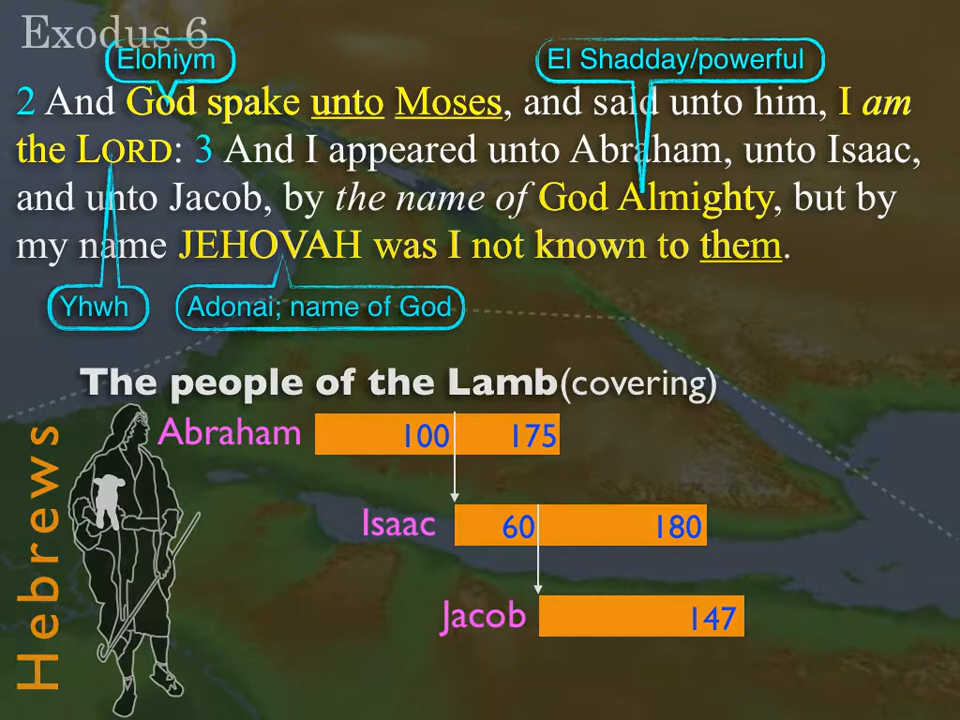 Exodus 6
Elohiym
El Shadday/powerful
2 And God spake unto Moses, and said unto him, I am
the LORD: 3 And I appeared unto Abraham, unto Isaac,
and unto Jacob, by the name of God Almighty, but by
my name JEHOVAH was I not known to them.
Yhwh
Adonai; name of God
The people of the Lamb(covering)
Abraham 100 175
Isaac 60 180
Jacob 147
Hebrews